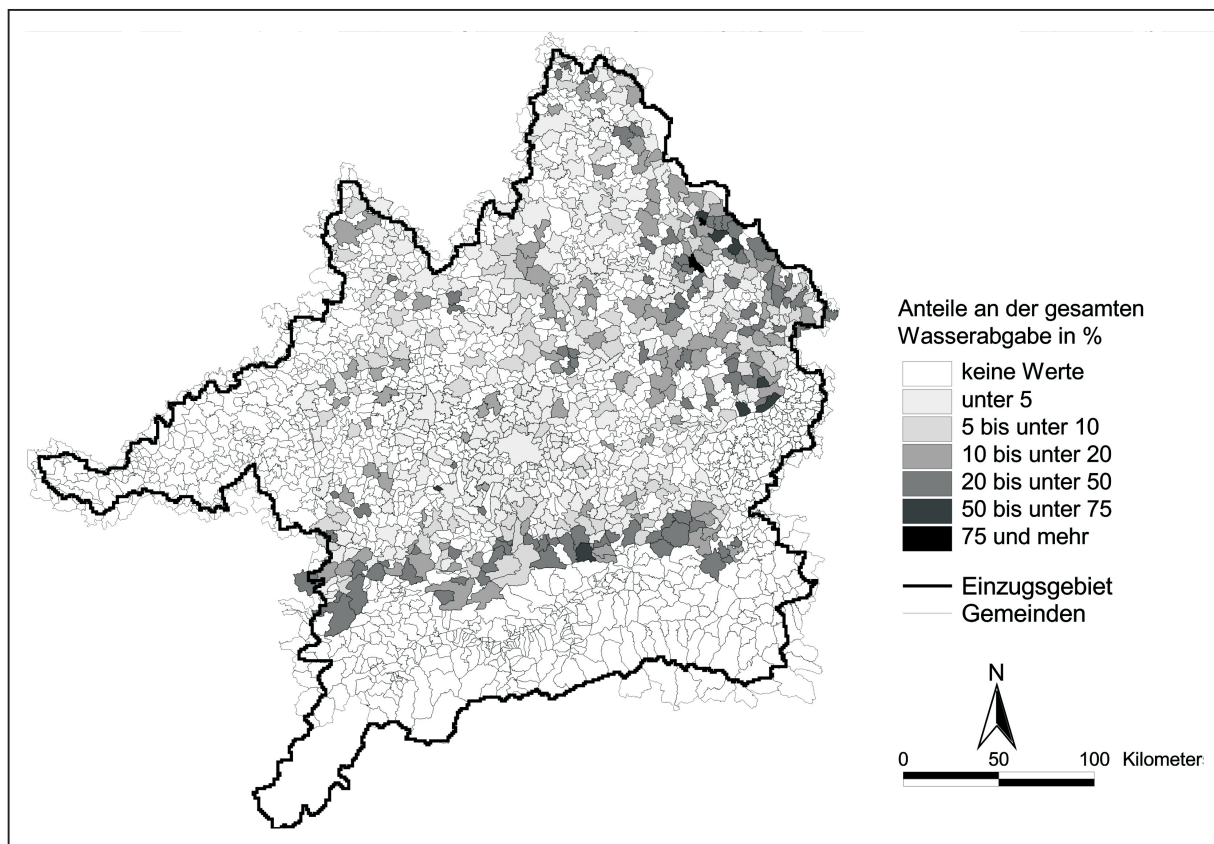 Anteile an der gesamten
Wasserabgabe in %
keine Werte
unter 5
5 bis unter 10
10 bis unter 20
20 bis unter 50
50 bis unter 75
75 und mehr
Einzugsgebiet
Gemeinden
N
0 50 100 Kilometer